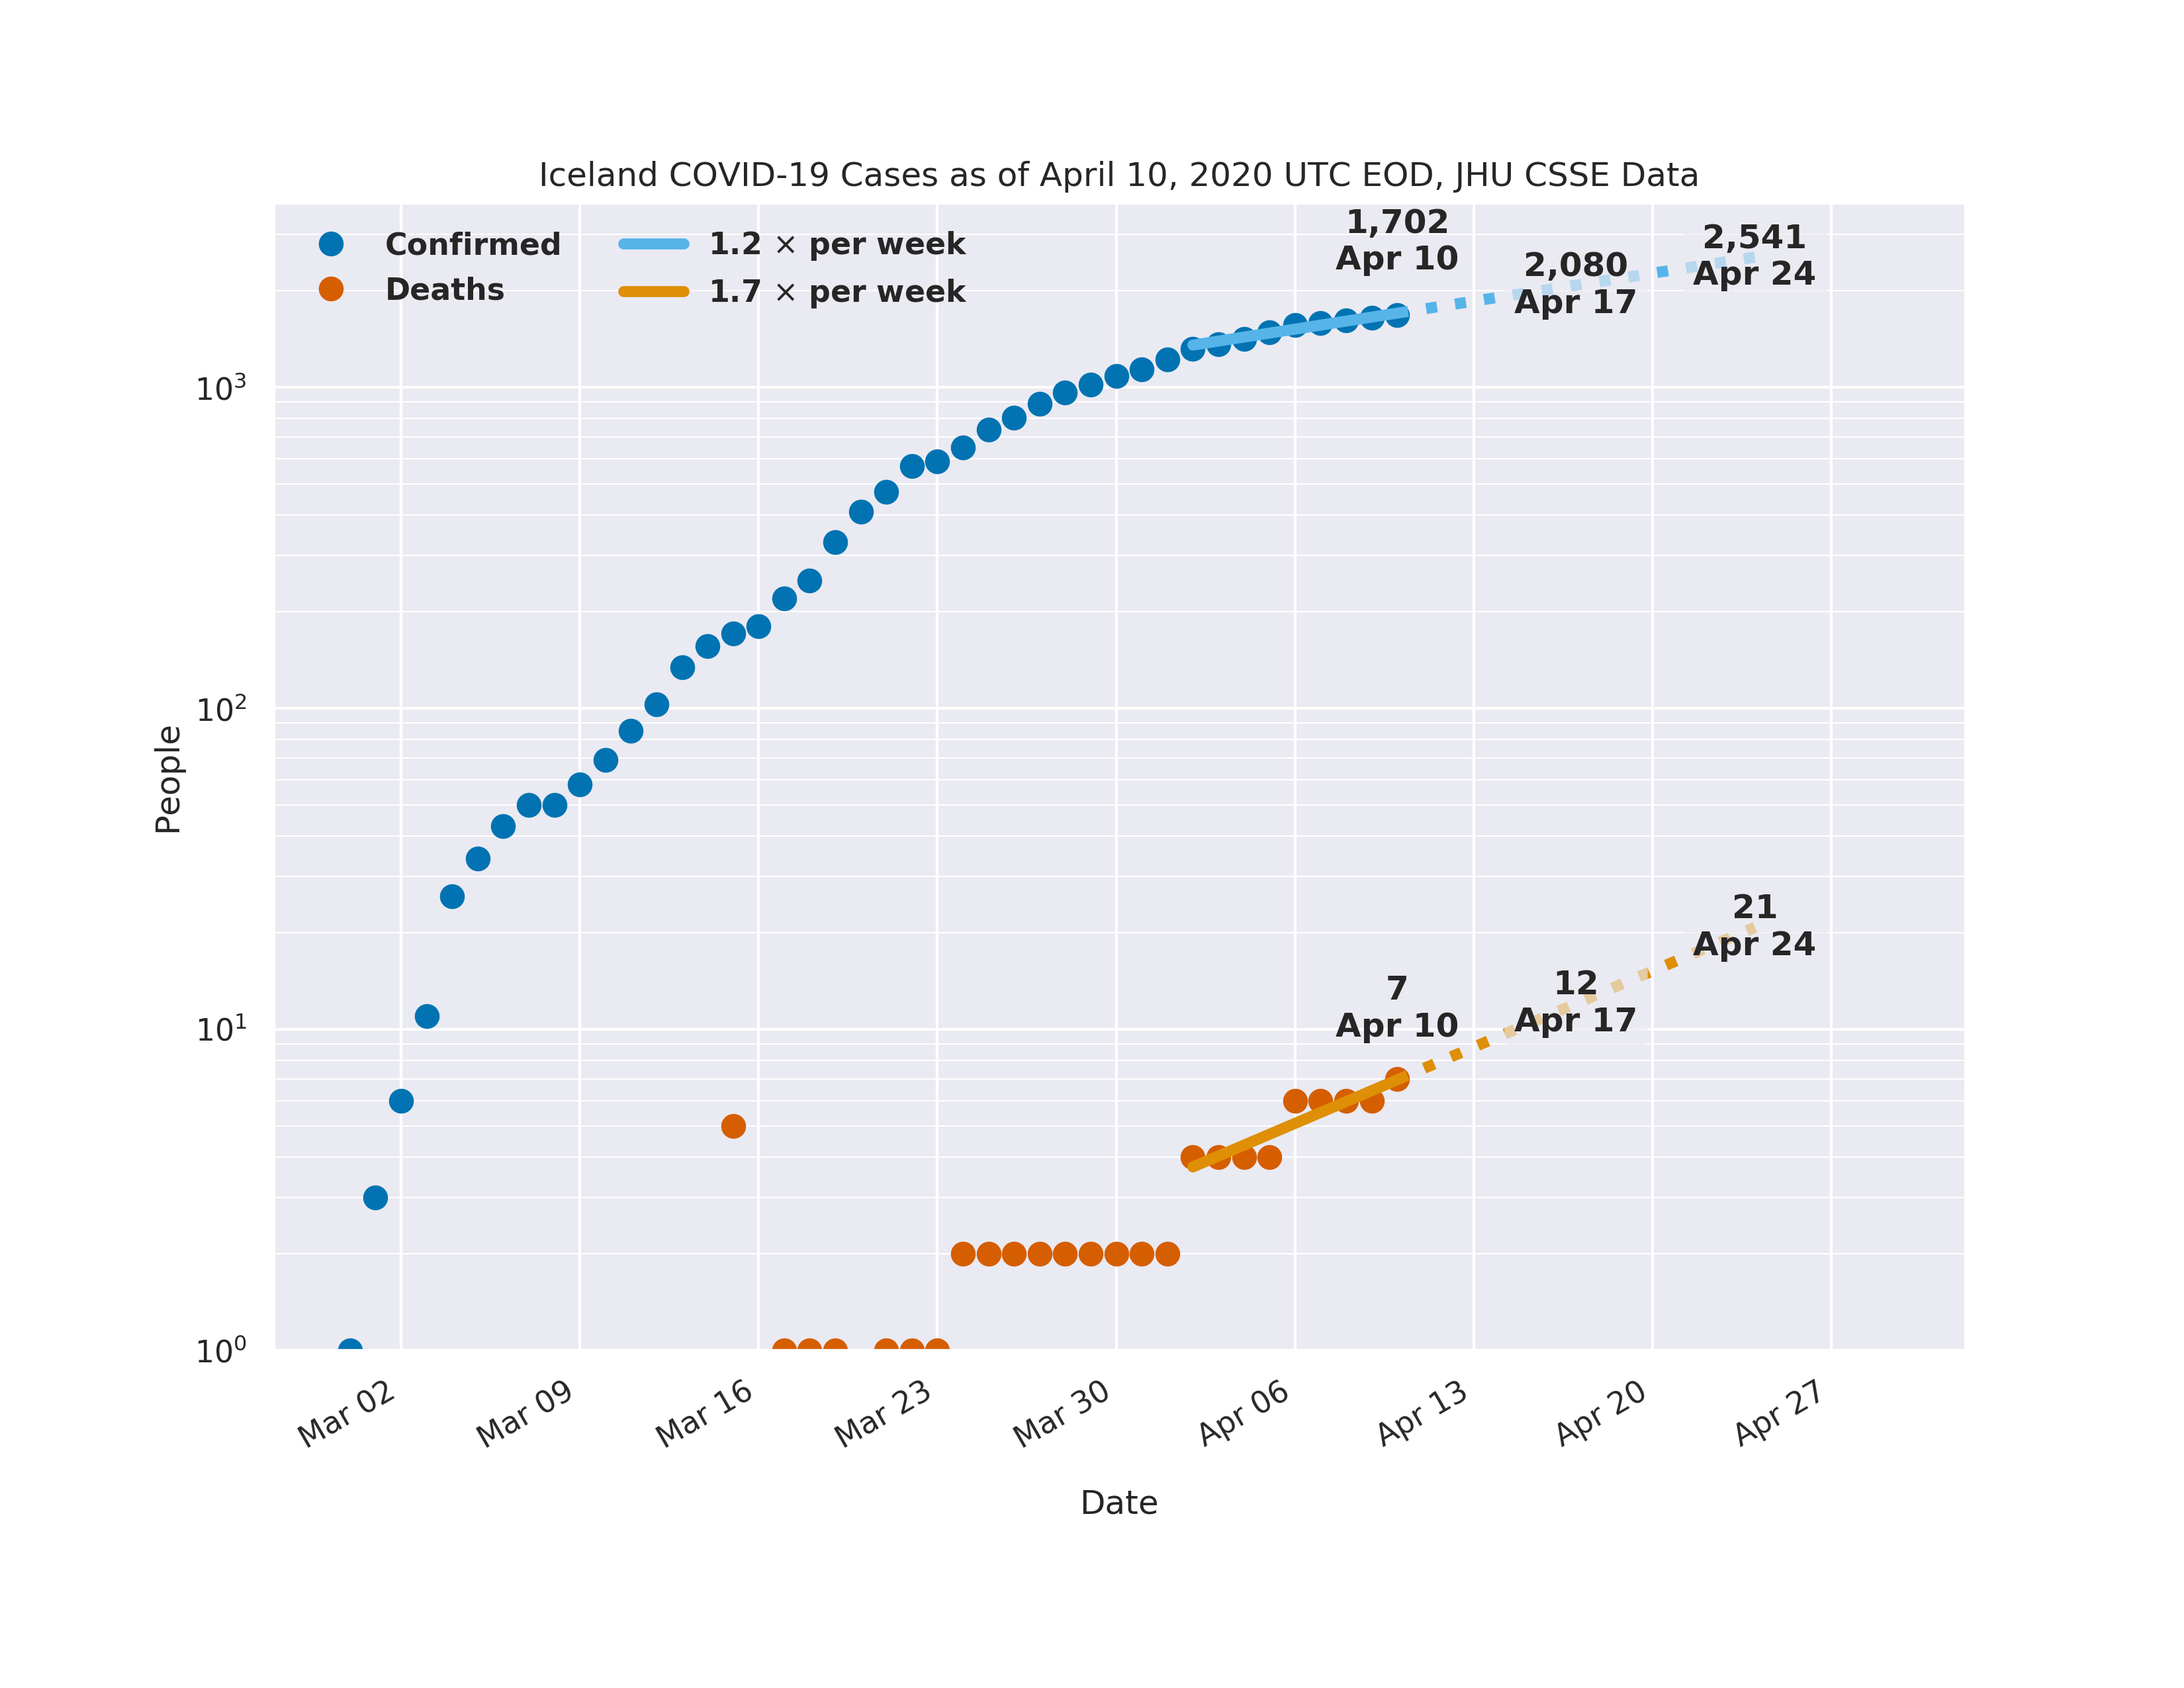 Iceland COVID-19 Cases as of April 10, 2020 UTC EOD, JHU CSSE Data
Confirmed
Deaths
1.2 × per week
1.7 × per week
1,702
Apr 10
2,080
Apr 17
2,541
Apr 24
21
Apr 24
12
Apr 17
7
Apr 10
People
10³
10²
10¹
10⁰
Mar 02
Mar 09
Mar 16
Mar 23
Mar 30
Apr 06
Apr 13
Apr 20
Apr 27
Date